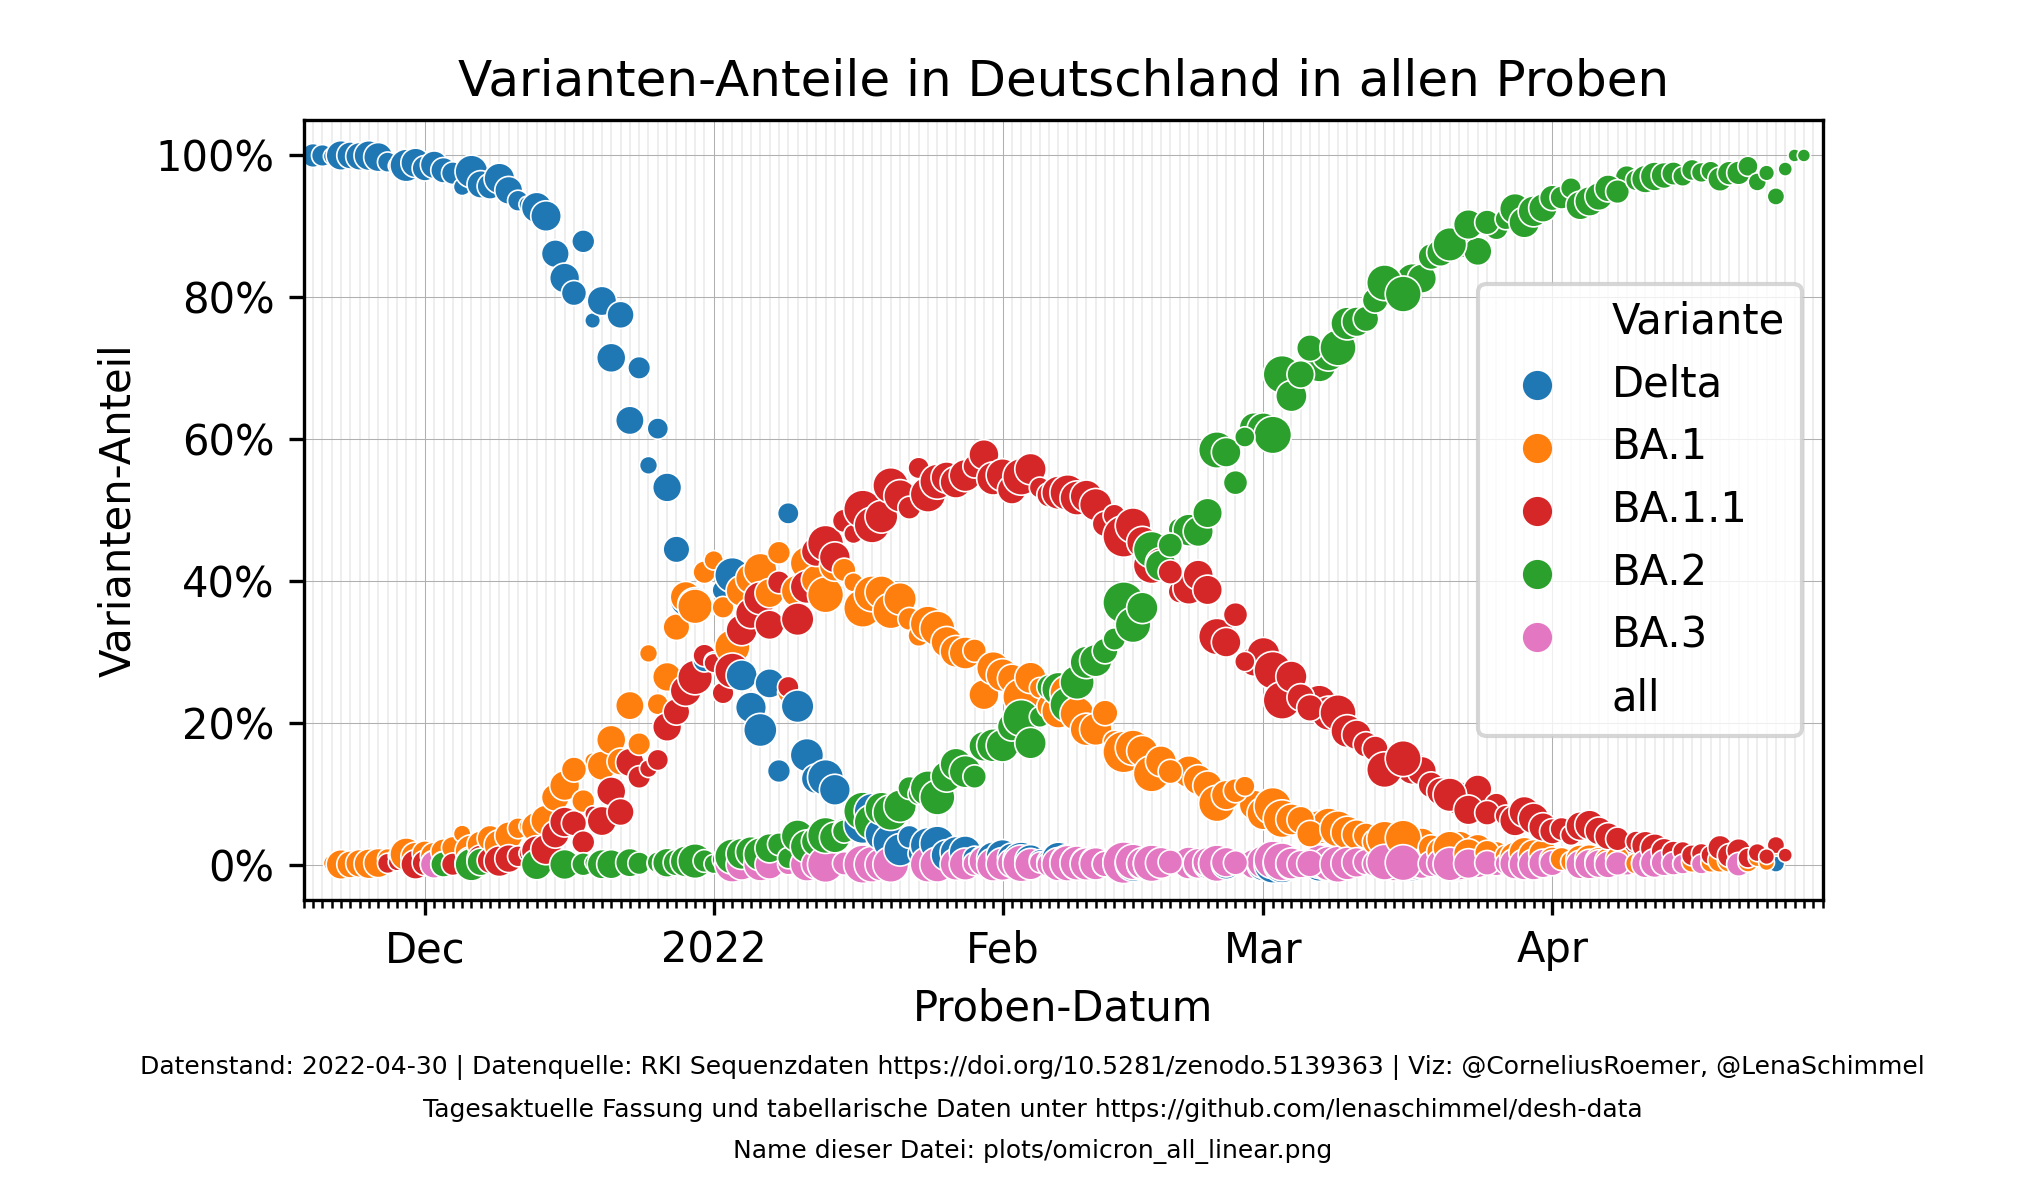 Varianten-Anteile in Deutschland in allen Proben
100%
80%
60%
40%
20%
0%
Varianten-Anteil
Variante
Delta
BA.1
BA.1.1
BA.2
BA.3
all
Dec
2022
Feb
Mar
Apr
Proben-Datum
Datenstand: 2022-04-30 | Datenquelle: RKI Sequenzdaten https://doi.org/10.5281/zenodo.5139363 | Viz: @CorneliusRoemer, @LenaSchimmel
Tagesaktuelle Fassung und tabellarische Daten unter https://github.com/lenaschimmel/desh-data
Name dieser Datei: plots/omicron_all_linear.png